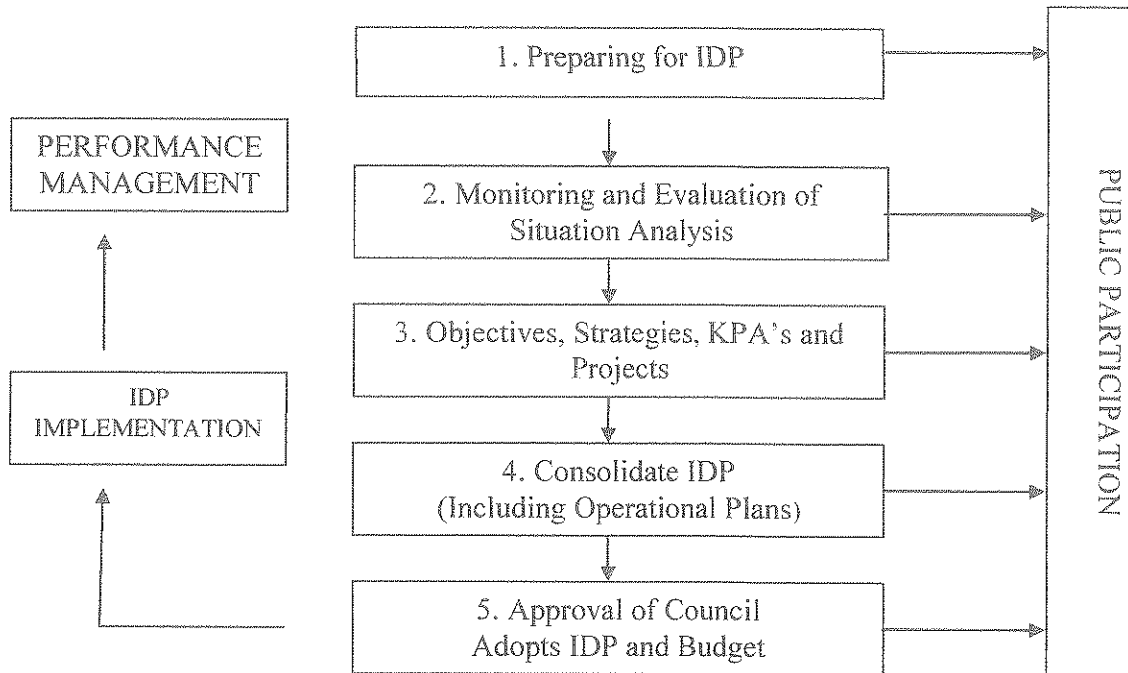 1. Preparing for IDP
PERFORMANCE
MANAGEMENT
2. Monitoring and Evaluation of
Situation Analysis
3. Objectives, Strategies, KPA's and
Projects
IDP
IMPLEMENTATION
4. Consolidate IDP
(Including Operational Plans)
5. Approval of Council
Adopts IDP and Budget
PUBLIC PARTICIPATION